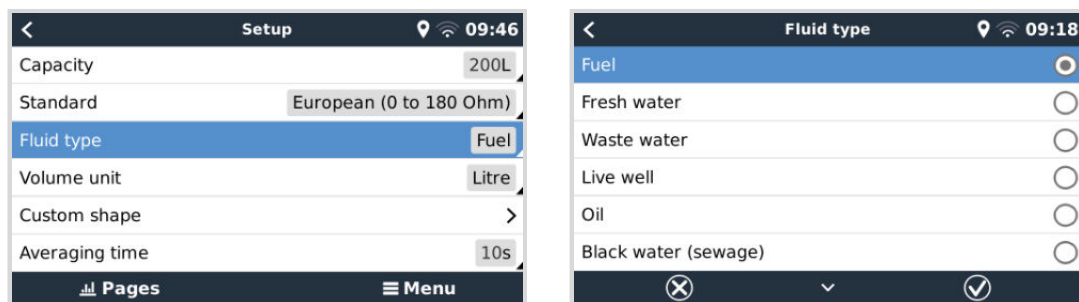 Setup 09:46
Capacity 200L
Standard European (0 to 180 Ohm)
Fluid type Fuel
Volume unit Litre
Custom shape
Averaging time 10s
Pages Menu
Fluid type 09:18
Fuel
Fresh water
Waste water
Live well
Oil
Black water (sewage)